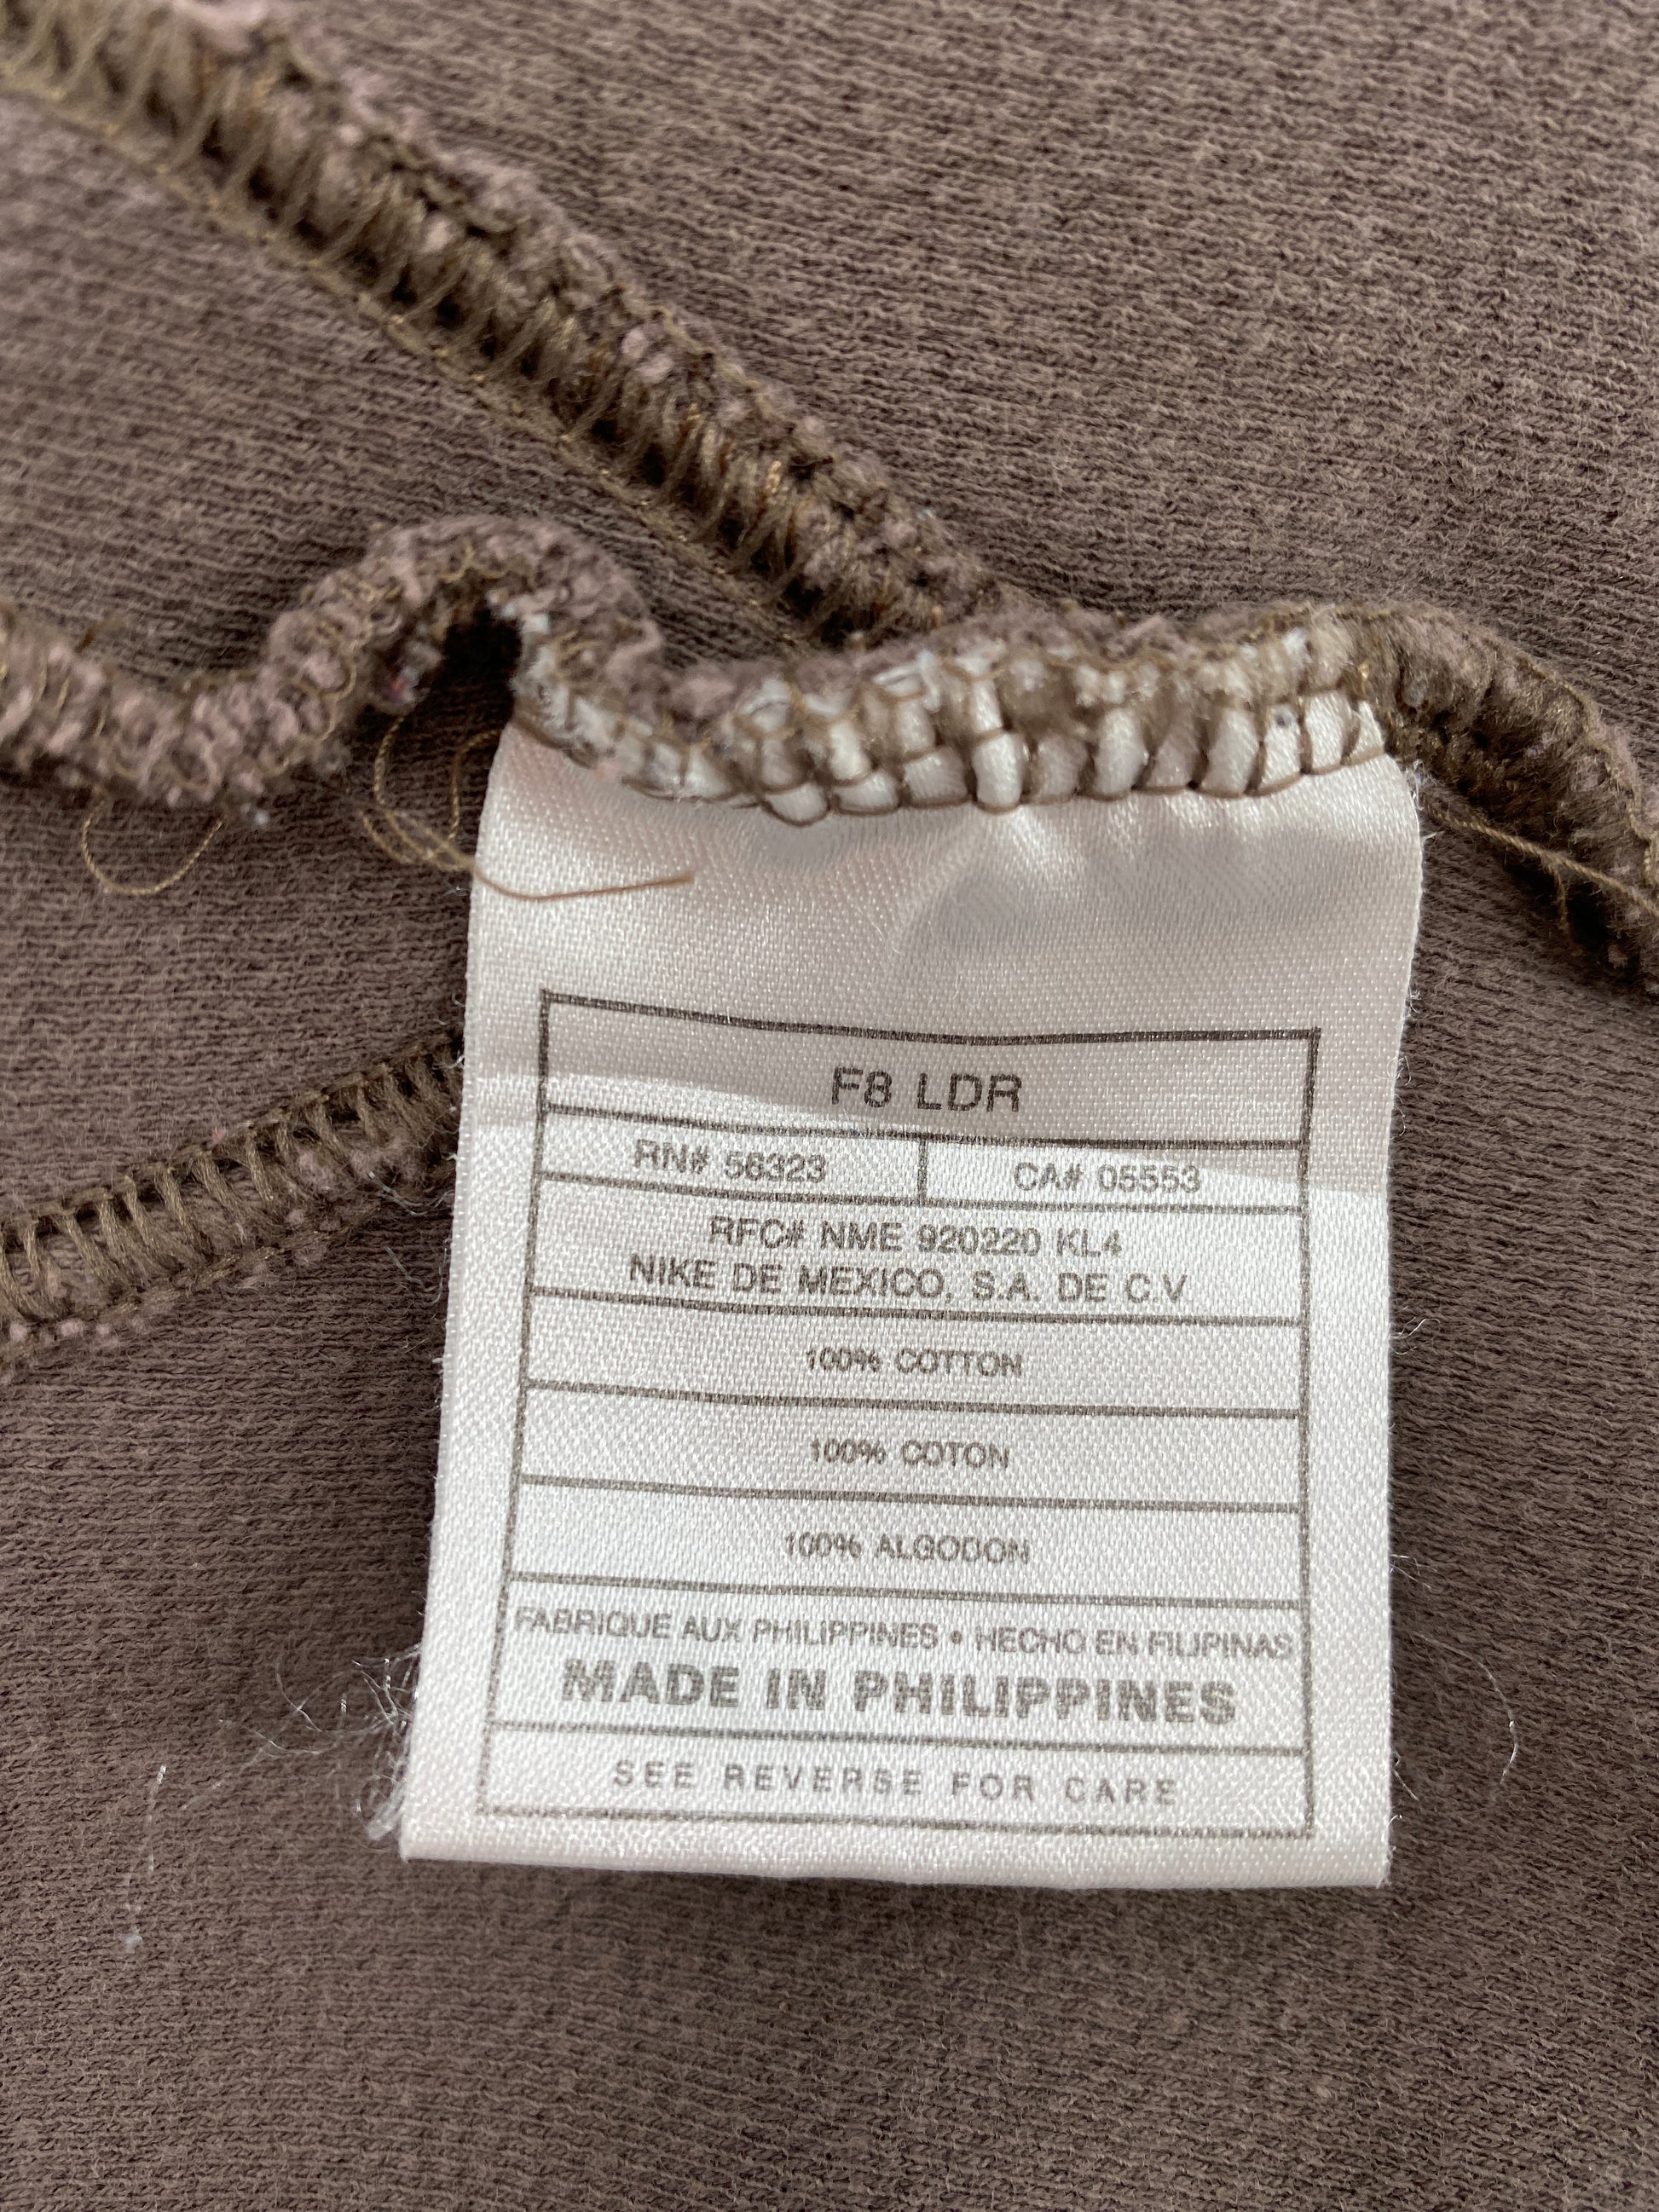 F8 LDR
RN# 56323 CA# 05553
RFC# NME 920220 KL4
NIKE DE MEXICO, S.A. DE C.V
100% COTTON
100% COTON
100% ALGODON
FABRIQUE AUX PHILIPPINES • HECHO EN FILIPINAS
MADE IN PHILIPPINES
SEE REVERSE FOR CARE